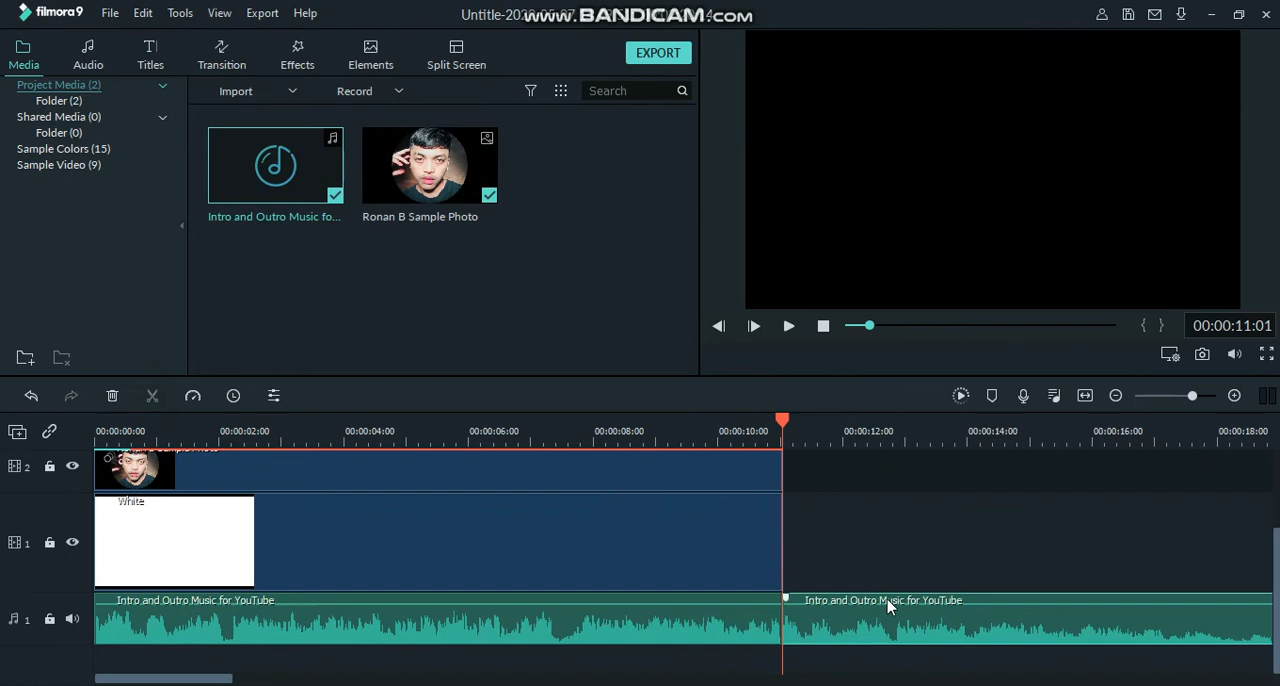 filmora9 File Edit Tools View Export Help
www.BANDICAM.com
Media Audio Titles Transition Effects Elements Split Screen EXPORT
Project Media (2)
Folder (2)
Shared Media (0)
Folder (0)
Sample Colors (15)
Sample Video (9)
Import Record Search
Intro and Outro Music fo... Ronan B Sample Photo
00:00:11:01
00:00:00:00 00:00:02:00 00:00:04:00 00:00:06:00 00:00:08:00 00:00:10:00 00:00:12:00 00:00:14:00 00:00:16:00 00:00:18:00
2
White
1
Intro and Outro Music for YouTube Intro and Outro Music for YouTube
1